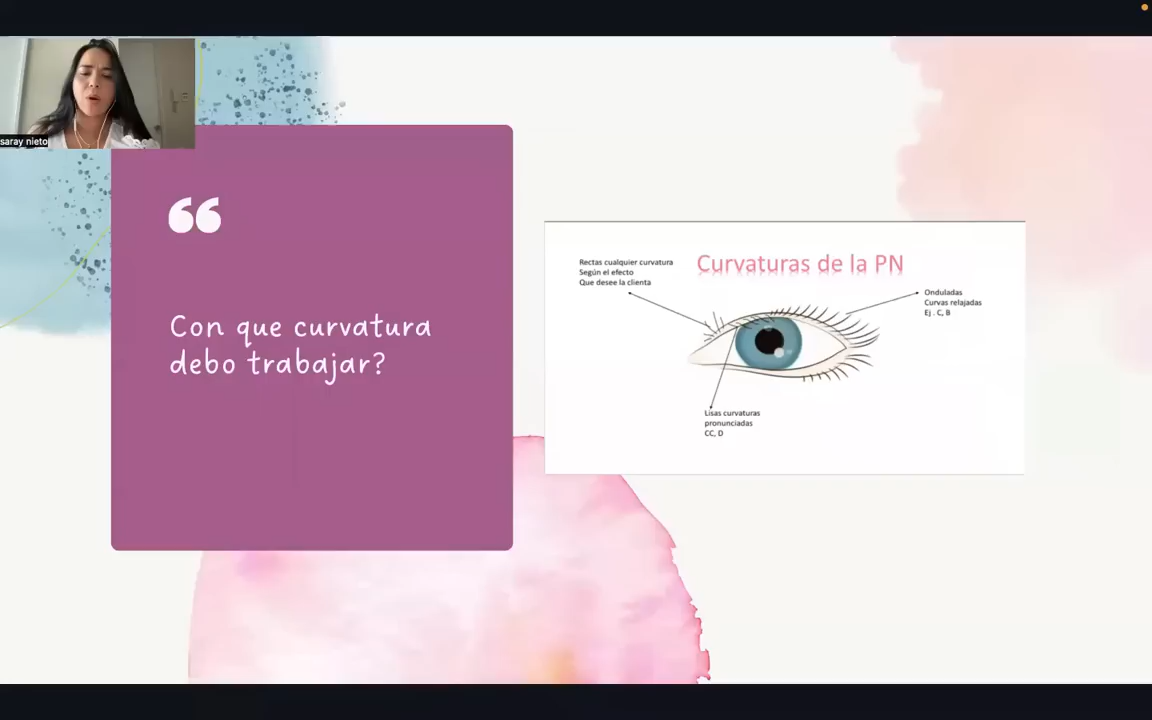 saray nieto
“
Con que curvatura
debo trabajar?
Curvaturas de la PN
Rectas cualquier curvatura
Según el efecto
Que desee la clienta
Onduladas
Curvas relajadas
Ej . C, B
Lisas curvaturas
pronunciadas
CC, D